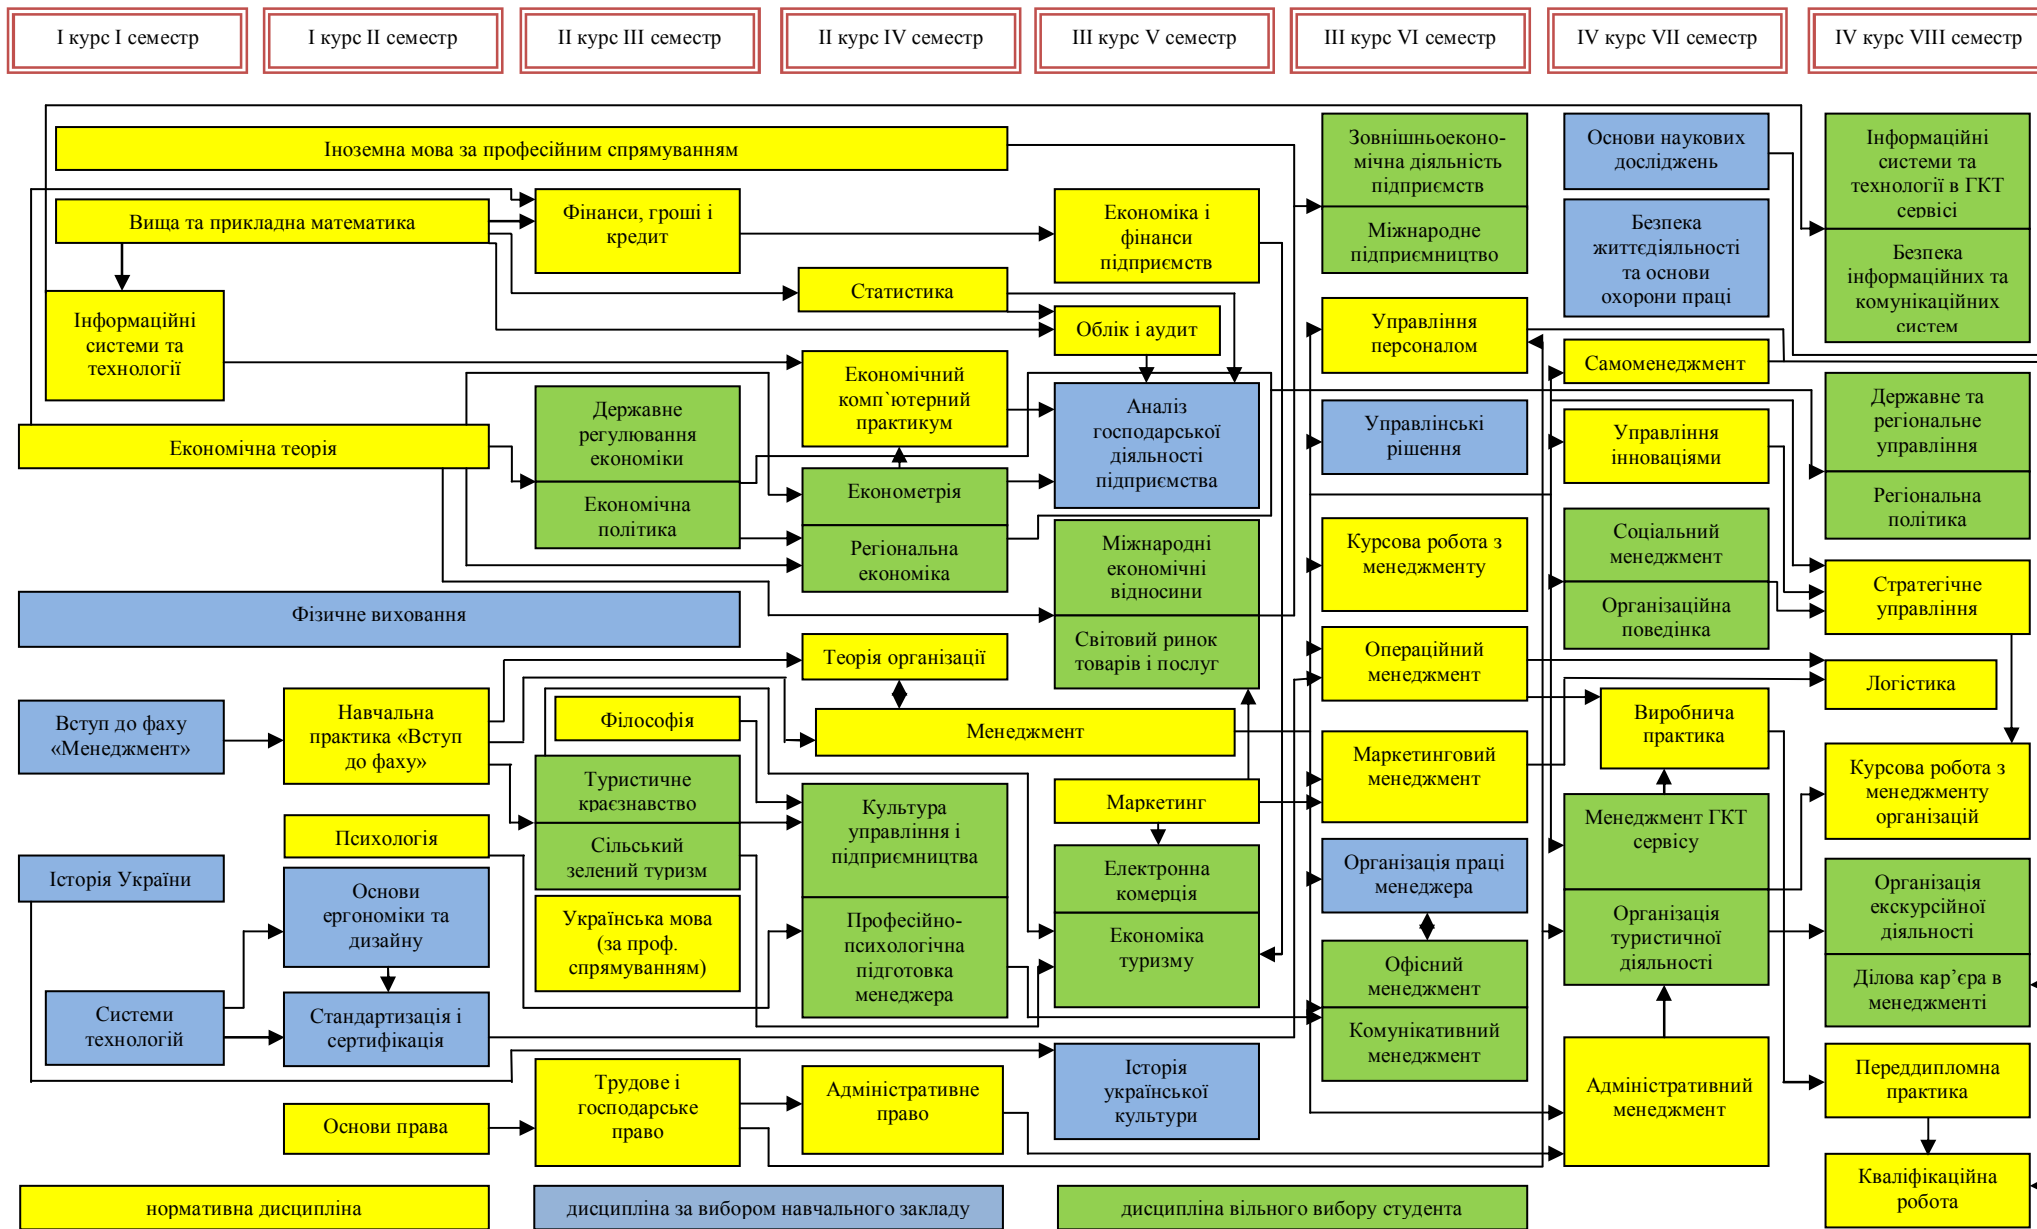 І курс І семестр
І курс ІІ семестр
ІІ курс ІІІ семестр
ІІ курс ІV семестр
ІІІ курс V семестр
ІІІ курс VІ семестр
ІV курс VІІ семестр
ІV курс VІІІ семестр
Іноземна мова за професійним спрямуванням
Вища та прикладна математика
Інформаційні
системи та
технології
Економічна теорія
Фізичне виховання
Вступ до фаху
«Менеджмент»
Історія України
Системи
технологій
Навчальна
практика «Вступ
до фаху»
Психологія
Основи
ергономіки та
дизайну
Стандартизація і
сертифікація
Основи права
Фінанси, гроші і
кредит
Державне
регулювання
економіки
Економічна
політика
Філософія
Туристичне
краєзнавство
Сільський
зелений туризм
Українська мова
(за проф.
спрямуванням)
Трудове і
господарське
право
Статистика
Економічний
комп`ютерний
практикум
Економетрія
Регіональна
економіка
Теорія організації
Менеджмент
Культура
управління і
підприємництва
Професійно-
психологічна
підготовка
менеджера
Адміністративне
право
Економіка і
фінанси
підприємств
Облік і аудит
Аналіз
господарської
діяльності
підприємства
Міжнародні
економічні
відносини
Світовий ринок
товарів і послуг
Маркетинг
Електронна
комерція
Економіка
туризму
Історія
української
культури
Зовнішньоеконо-
мічна діяльність
підприємств
Міжнародне
підприємництво
Управління
персоналом
Управлінські
рішення
Курсова робота з
менеджменту
Операційний
менеджмент
Маркетинговий
менеджмент
Організація праці
менеджера
Офісний
менеджмент
Комунікативний
менеджмент
Основи наукових
досліджень
Безпека
життєдіяльності
та основи
охорони праці
Самоменеджмент
Управління
інноваціями
Соціальний
менеджмент
Організаційна
поведінка
Виробнича
практика
Менеджмент ГКТ
сервісу
Організація
туристичної
діяльності
Адміністративний
менеджмент
Інформаційні
системи та
технології в ГКТ
сервісі
Безпека
інформаційних та
комунікаційних
систем
Державне та
регіональне
управління
Регіональна
політика
Стратегічне
управління
Логістика
Курсова робота з
менеджменту
організацій
Організація
екскурсійної
діяльності
Ділова кар’єра в
менеджменті
Переддипломна
практика
Кваліфікаційна
робота
нормативна дисципліна
дисципліна за вибором навчального закладу
дисципліна вільного вибору студента